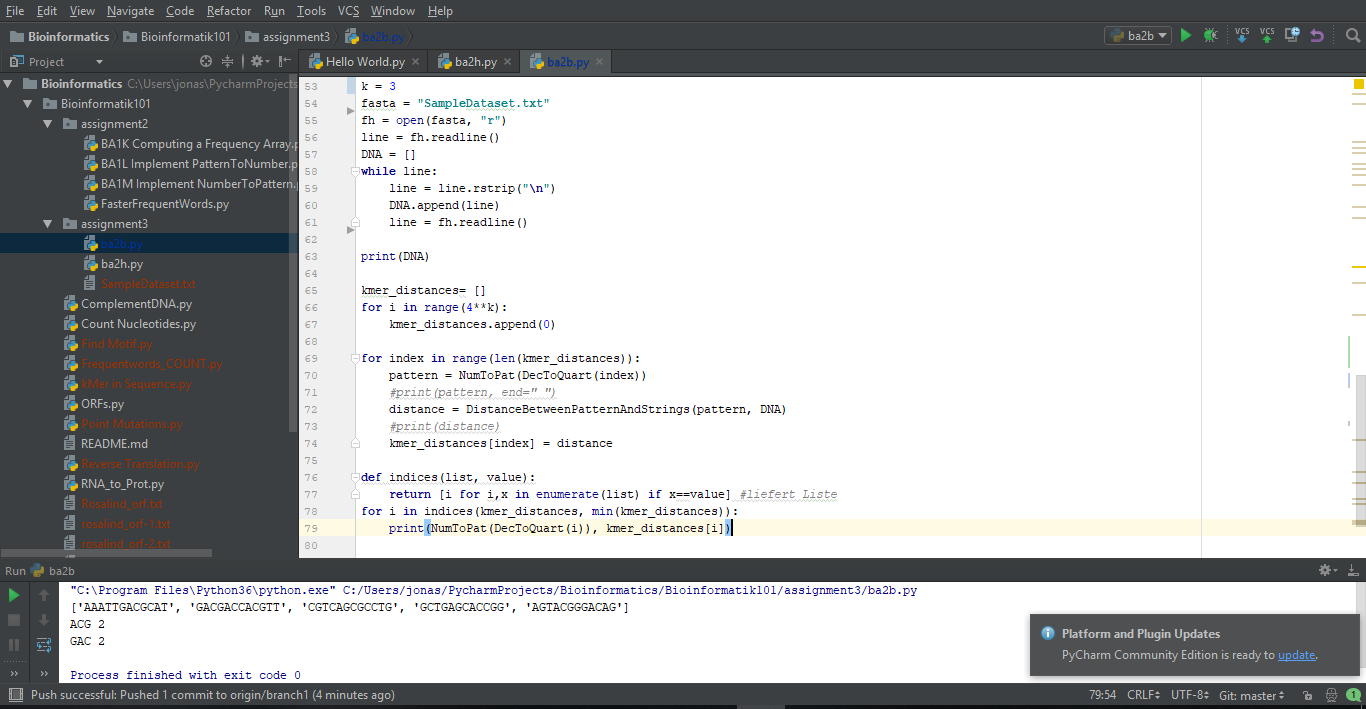 File Edit View Navigate Code Refactor Run Tools VCS Window Help
Bioinformatics Bioinformatik101 assignment3 ba2b.py
ba2b VCS VCS
Project
Hello World.py ba2h.py ba2b.py
Bioinformatics C:\Users\jonas\PycharmProjects
Bioinformatik101
assignment2
BA1K Computing a Frequency Array.p
BA1L Implement PatternToNumber.p
BA1M Implement NumberToPattern.
FasterFrequentWords.py
assignment3
ba2b.py
ba2h.py
SampleDataset.txt
ComplementDNA.py
Count Nucleotides.py
Find Motif.py
Frequentwords_COUNT.py
kMer in Sequence.py
ORFs.py
Point Mutations.py
README.md
Reverse Translation.py
RNA_to_Prot.py
Rosalind_orf.txt
rosalind_orf-1.txt
rosalind_orf-2.txt
53 k = 3
54 fasta = "SampleDataset.txt"
55 fh = open(fasta, "r")
56 line = fh.readline()
57 DNA = []
58 while line:
59 line = line.rstrip("\n")
60 DNA.append(line)
61 line = fh.readline()
62
63 print(DNA)
64
65 kmer_distances= []
66 for i in range(4**k):
67 kmer_distances.append(0)
68
69 for index in range(len(kmer_distances)):
70 pattern = NumToPat(DecToQuart(index))
71 #print(pattern, end=" ")
72 distance = DistanceBetweenPatternAndStrings(pattern, DNA)
73 #print(distance)
74 kmer_distances[index] = distance
75
76 def indices(list, value):
77 return [i for i,x in enumerate(list) if x==value] #liefert Liste
78 for i in indices(kmer_distances, min(kmer_distances)):
79 print(NumToPat(DecToQuart(i)), kmer_distances[i])
80
Run ba2b
"C:\Program Files\Python36\python.exe" C:/Users/jonas/PycharmProjects/Bioinformatics/Bioinformatik101/assignment3/ba2b.py
['AAATTGACGCAT', 'GACGACCACGTT', 'CGTCAGCGCCTG', 'GCTGAGCACCGG', 'AGTACGGGACAG']
ACG 2
GAC 2
Process finished with exit code 0
Platform and Plugin Updates
PyCharm Community Edition is ready to update.
Push successful: Pushed 1 commit to origin/branch1 (4 minutes ago)
79:54 CRLF UTF-8 Git: master 1